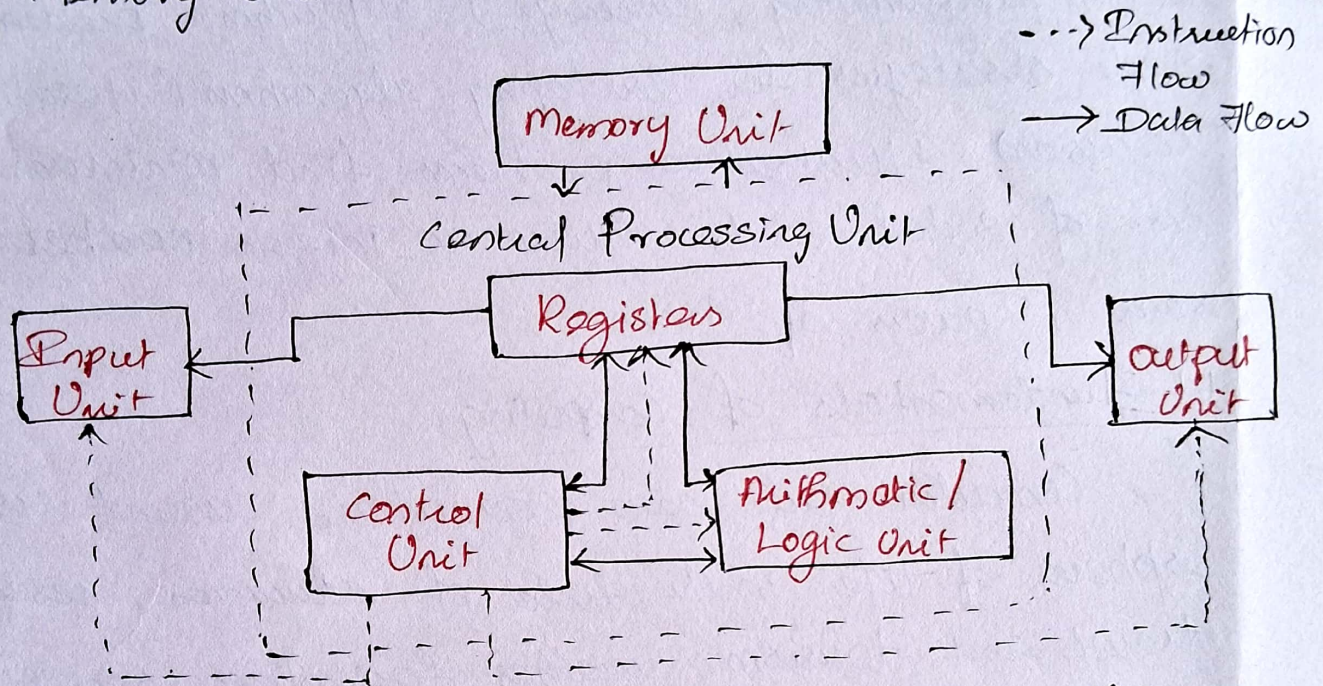 Memory
---> Instruction
Flow
—> Data Flow
Memory Unit
Central Processing Unit
Registers
Input
Unit
Output
Unit
Control
Unit
Arithmatic/
Logic Unit